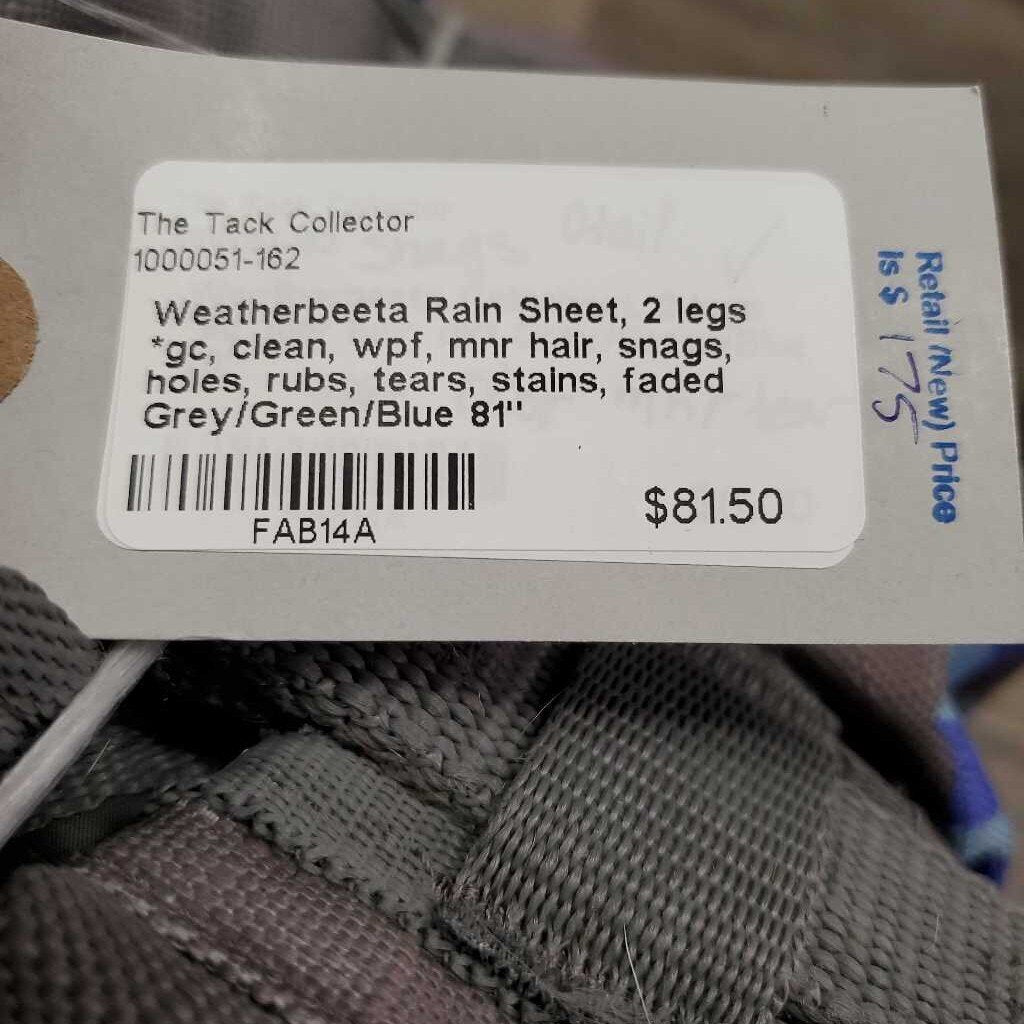 The Tack Collector
1000051-162
Weatherbeeta Rain Sheet, 2 legs
*gc, clean, wpf, mnr hair, snags,
holes, rubs, tears, stains, faded
Grey/Green/Blue 81"
FAB14A
$81.50
Retail (New) Price
is $ 175